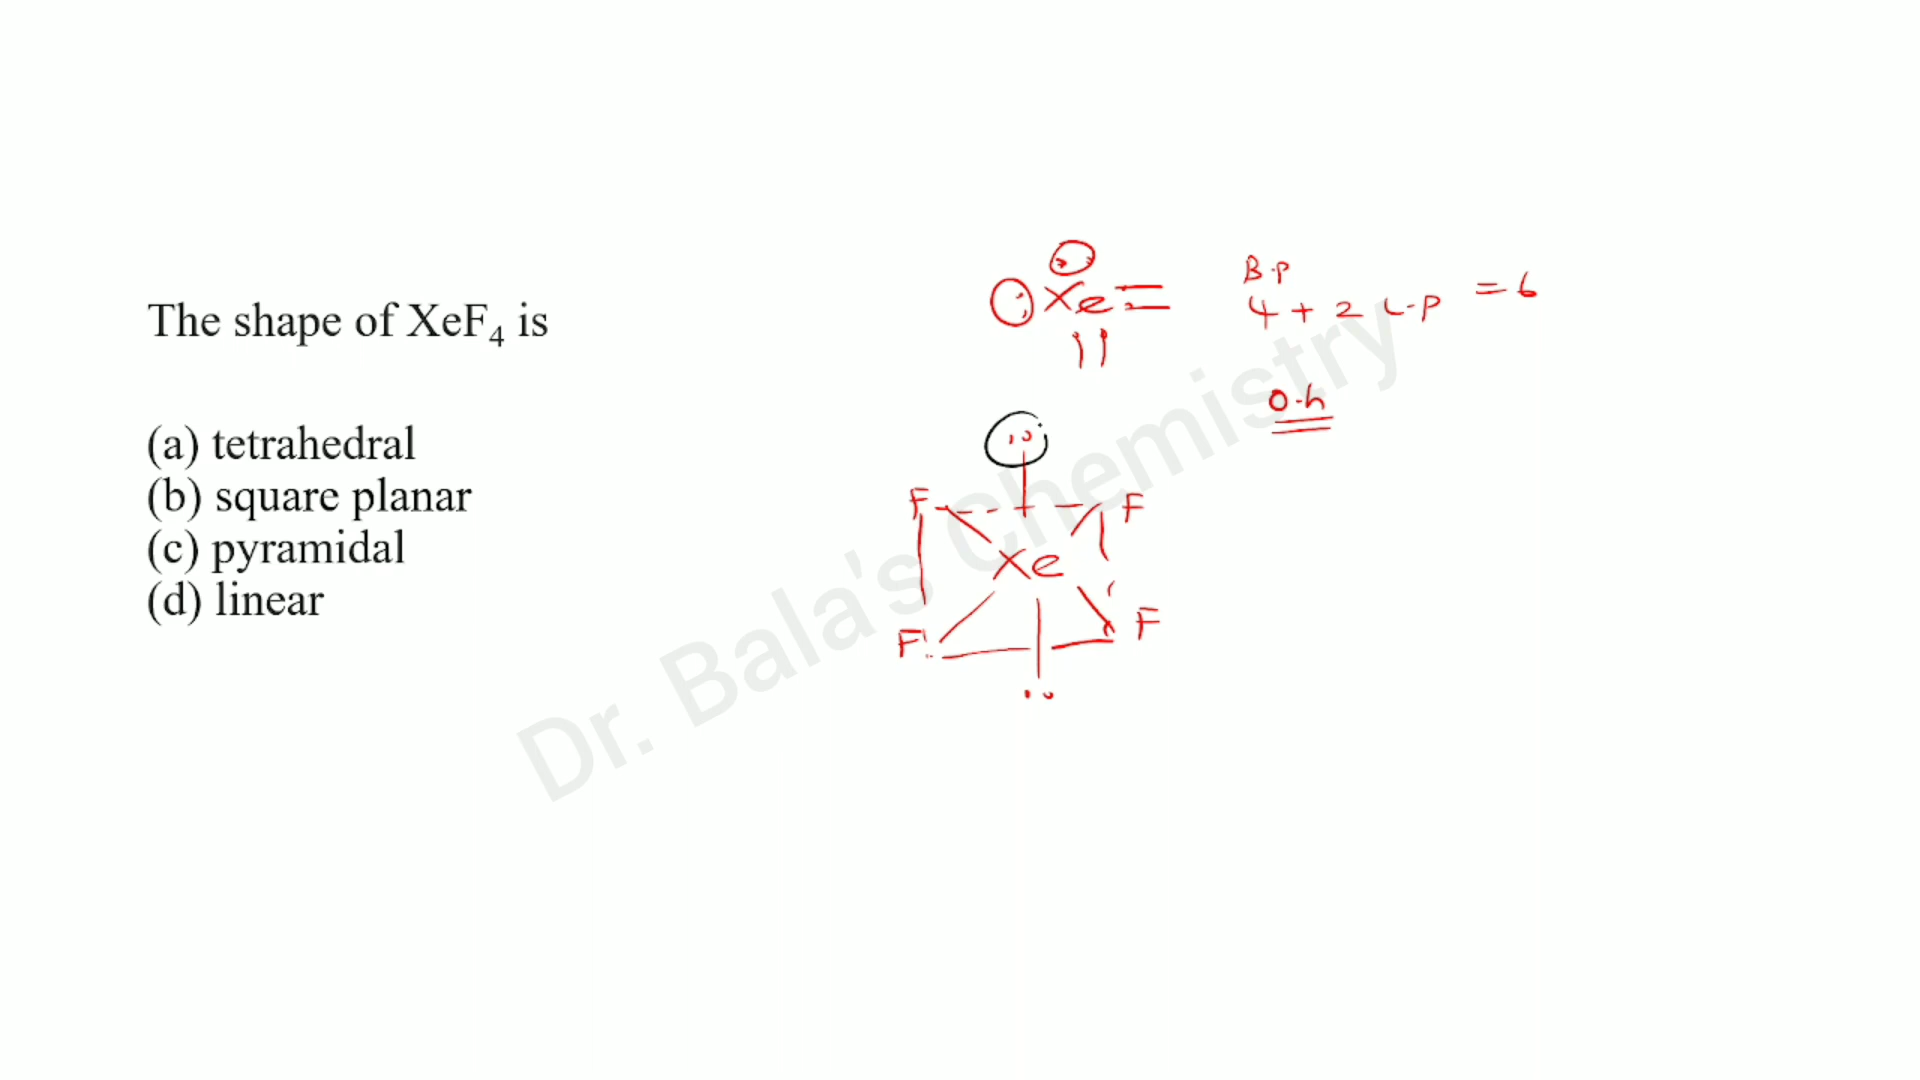 The shape of XeF₄ is
(a) tetrahedral
(b) square planar
(c) pyramidal
(d) linear
Xe
B.P
4 + 2 L-P = 6
O.h
F F
Xe
F F
Dr. Bala's Chemistry